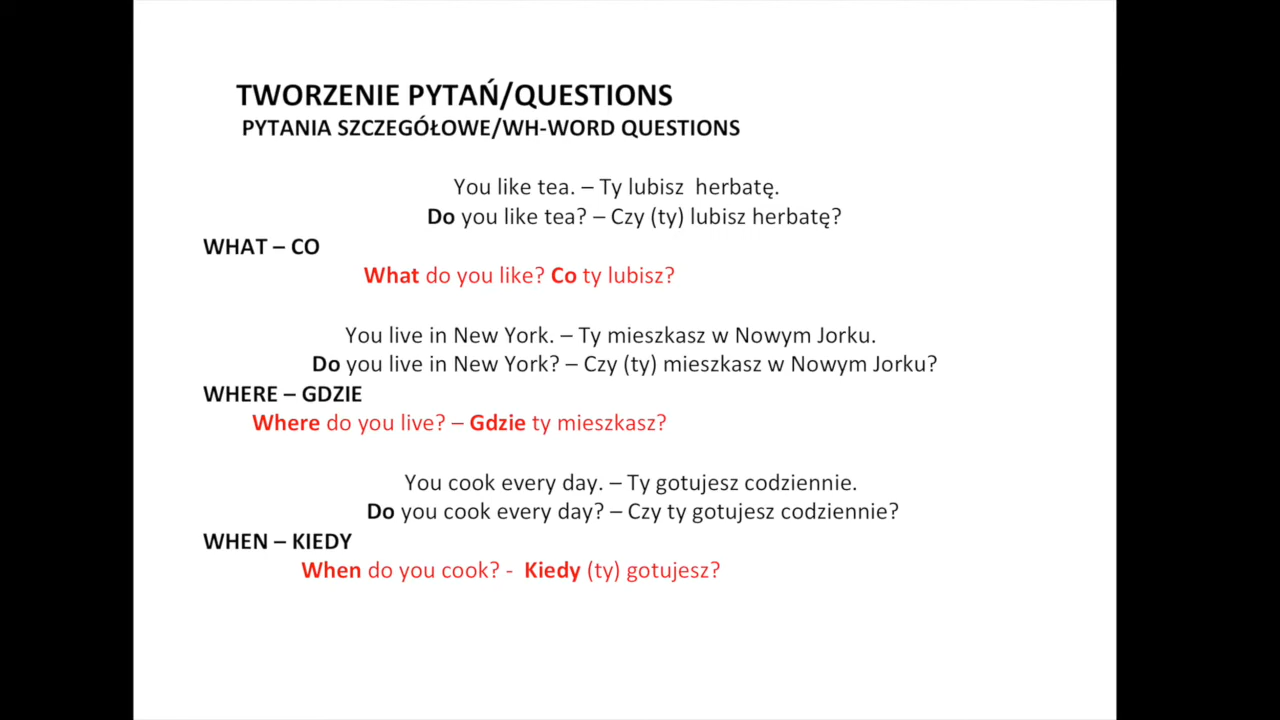 TWORZENIE PYTAŃ/QUESTIONS
PYTANIA SZCZEGÓŁOWE/WH-WORD QUESTIONS
You like tea. – Ty lubisz  herbatę.
Do you like tea? – Czy (ty) lubisz herbatę?
WHAT – CO
What do you like? Co ty lubisz?
You live in New York. – Ty mieszkasz w Nowym Jorku.
Do you live in New York? – Czy (ty) mieszkasz w Nowym Jorku?
WHERE – GDZIE
Where do you live? – Gdzie ty mieszkasz?
You cook every day. – Ty gotujesz codziennie.
Do you cook every day? – Czy ty gotujesz codziennie?
WHEN – KIEDY
When do you cook? -  Kiedy (ty) gotujesz?